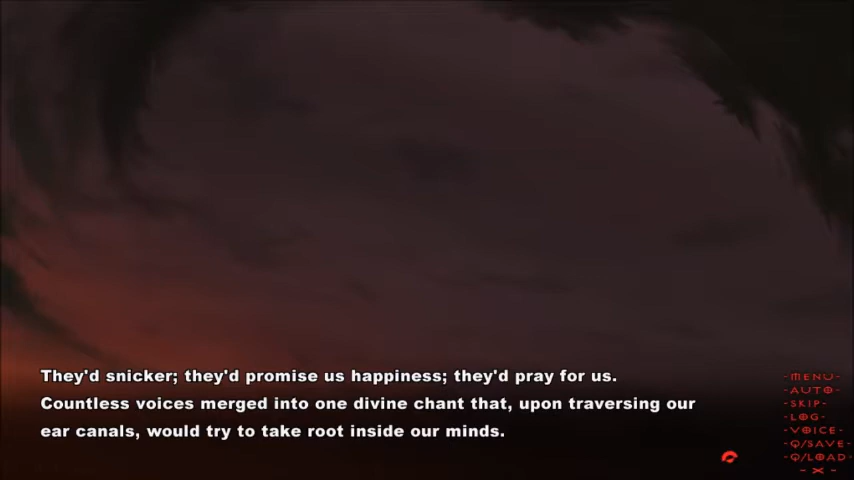 They'd snicker; they'd promise us happiness; they'd pray for us.
Countless voices merged into one divine chant that, upon traversing our
ear canals, would try to take root inside our minds.
-MENU-
-AUTO-
-SKIP-
-LOG-
-VOICE-
-Q/SAVE-
-Q/LOAD-
-X-